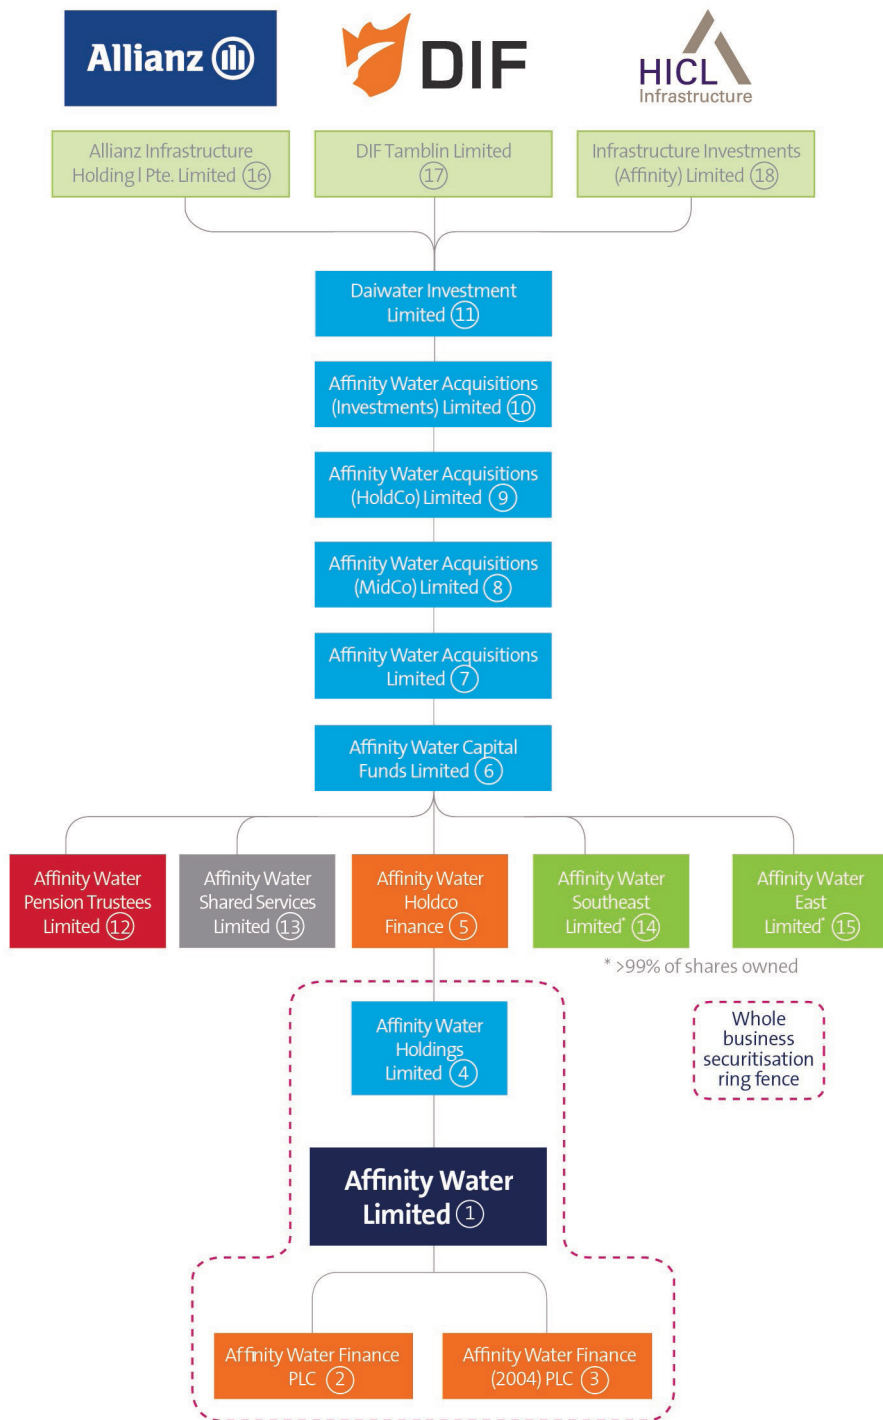 Allianz
DIF
HICL
Infrastructure
Allianz Infrastructure
Holding l Pte. Limited 16
DIF Tamblin Limited
17
Infrastructure Investments
(Affinity) Limited 18
Daiwater Investment
Limited 11
Affinity Water Acquisitions
(Investments) Limited 10
Affinity Water Acquisitions
(HoldCo) Limited 9
Affinity Water Acquisitions
(MidCo) Limited 8
Affinity Water Acquisitions
Limited 7
Affinity Water Capital
Funds Limited 6
Affinity Water
Pension Trustees
Limited 12
Affinity Water
Shared Services
Limited 13
Affinity Water
Holdco
Finance 5
Affinity Water
Southeast
Limited* 14
Affinity Water
East
Limited* 15
* >99% of shares owned
Affinity Water
Holdings
Limited 4
Whole
business
securitisation
ring fence
Affinity Water
Limited 1
Affinity Water Finance
PLC 2
Affinity Water Finance
(2004) PLC 3